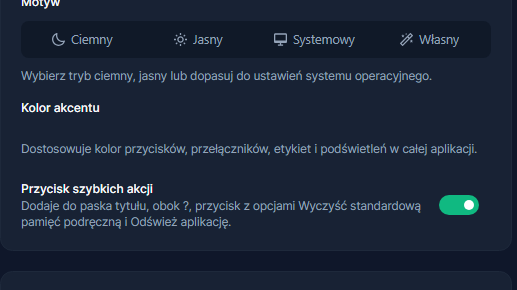 Motyw
Ciemny
Jasny
Systemowy
Własny
Wybierz tryb ciemny, jasny lub dopasuj do ustawień systemu operacyjnego.
Kolor akcentu
Dostosowuje kolor przycisków, przełączników, etykiet i podświetleń w całej aplikacji.
Przycisk szybkich akcji
Dodaje do paska tytułu, obok ?, przycisk z opcjami Wyczyść standardową
pamięć podręczną i Odśwież aplikację.